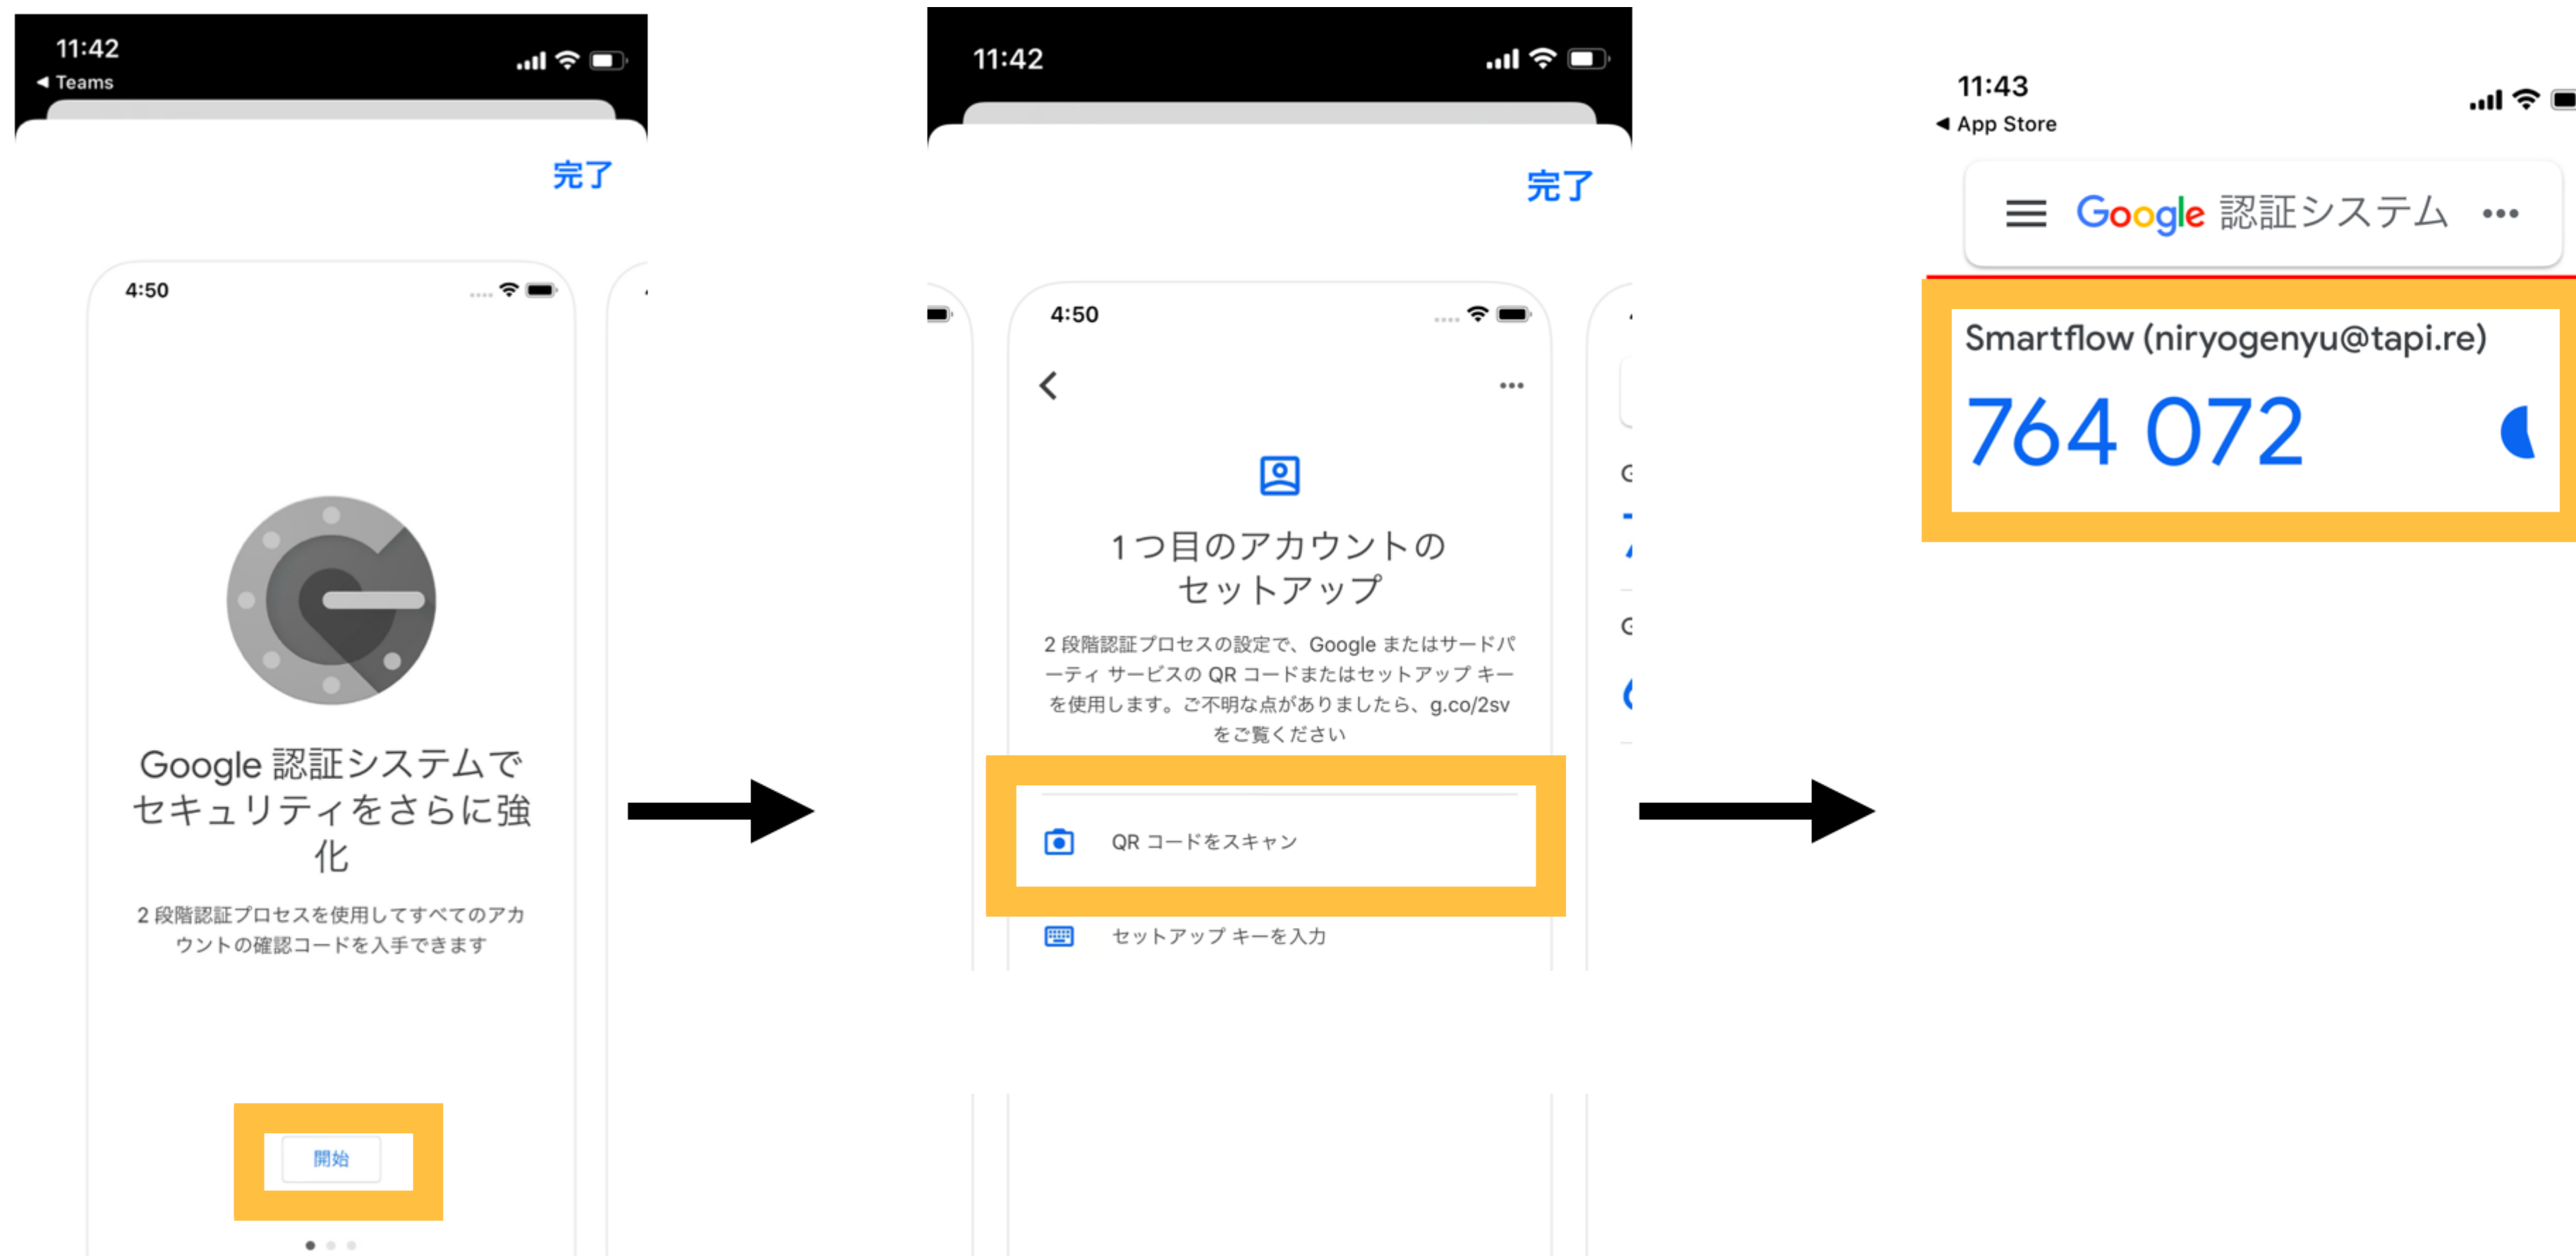 11:42
◀ Teams
完了
4:50
Google 認証システムで
セキュリティをさらに強
化
2 段階認証プロセスを使用してすべてのアカ
ウントの確認コードを入手できます
開始
11:42
完了
4:50
1つ目のアカウントの
セットアップ
2 段階認証プロセスの設定で、Google またはサードパ
ーティ サービスの QR コードまたはセットアップ キー
を使用します。ご不明な点がありましたら、g.co/2sv
をご覧ください
QR コードをスキャン
セットアップ キーを入力
11:43
◀ App Store
Google 認証システム
Smartflow (niryogenyu@tapi.re)
764 072